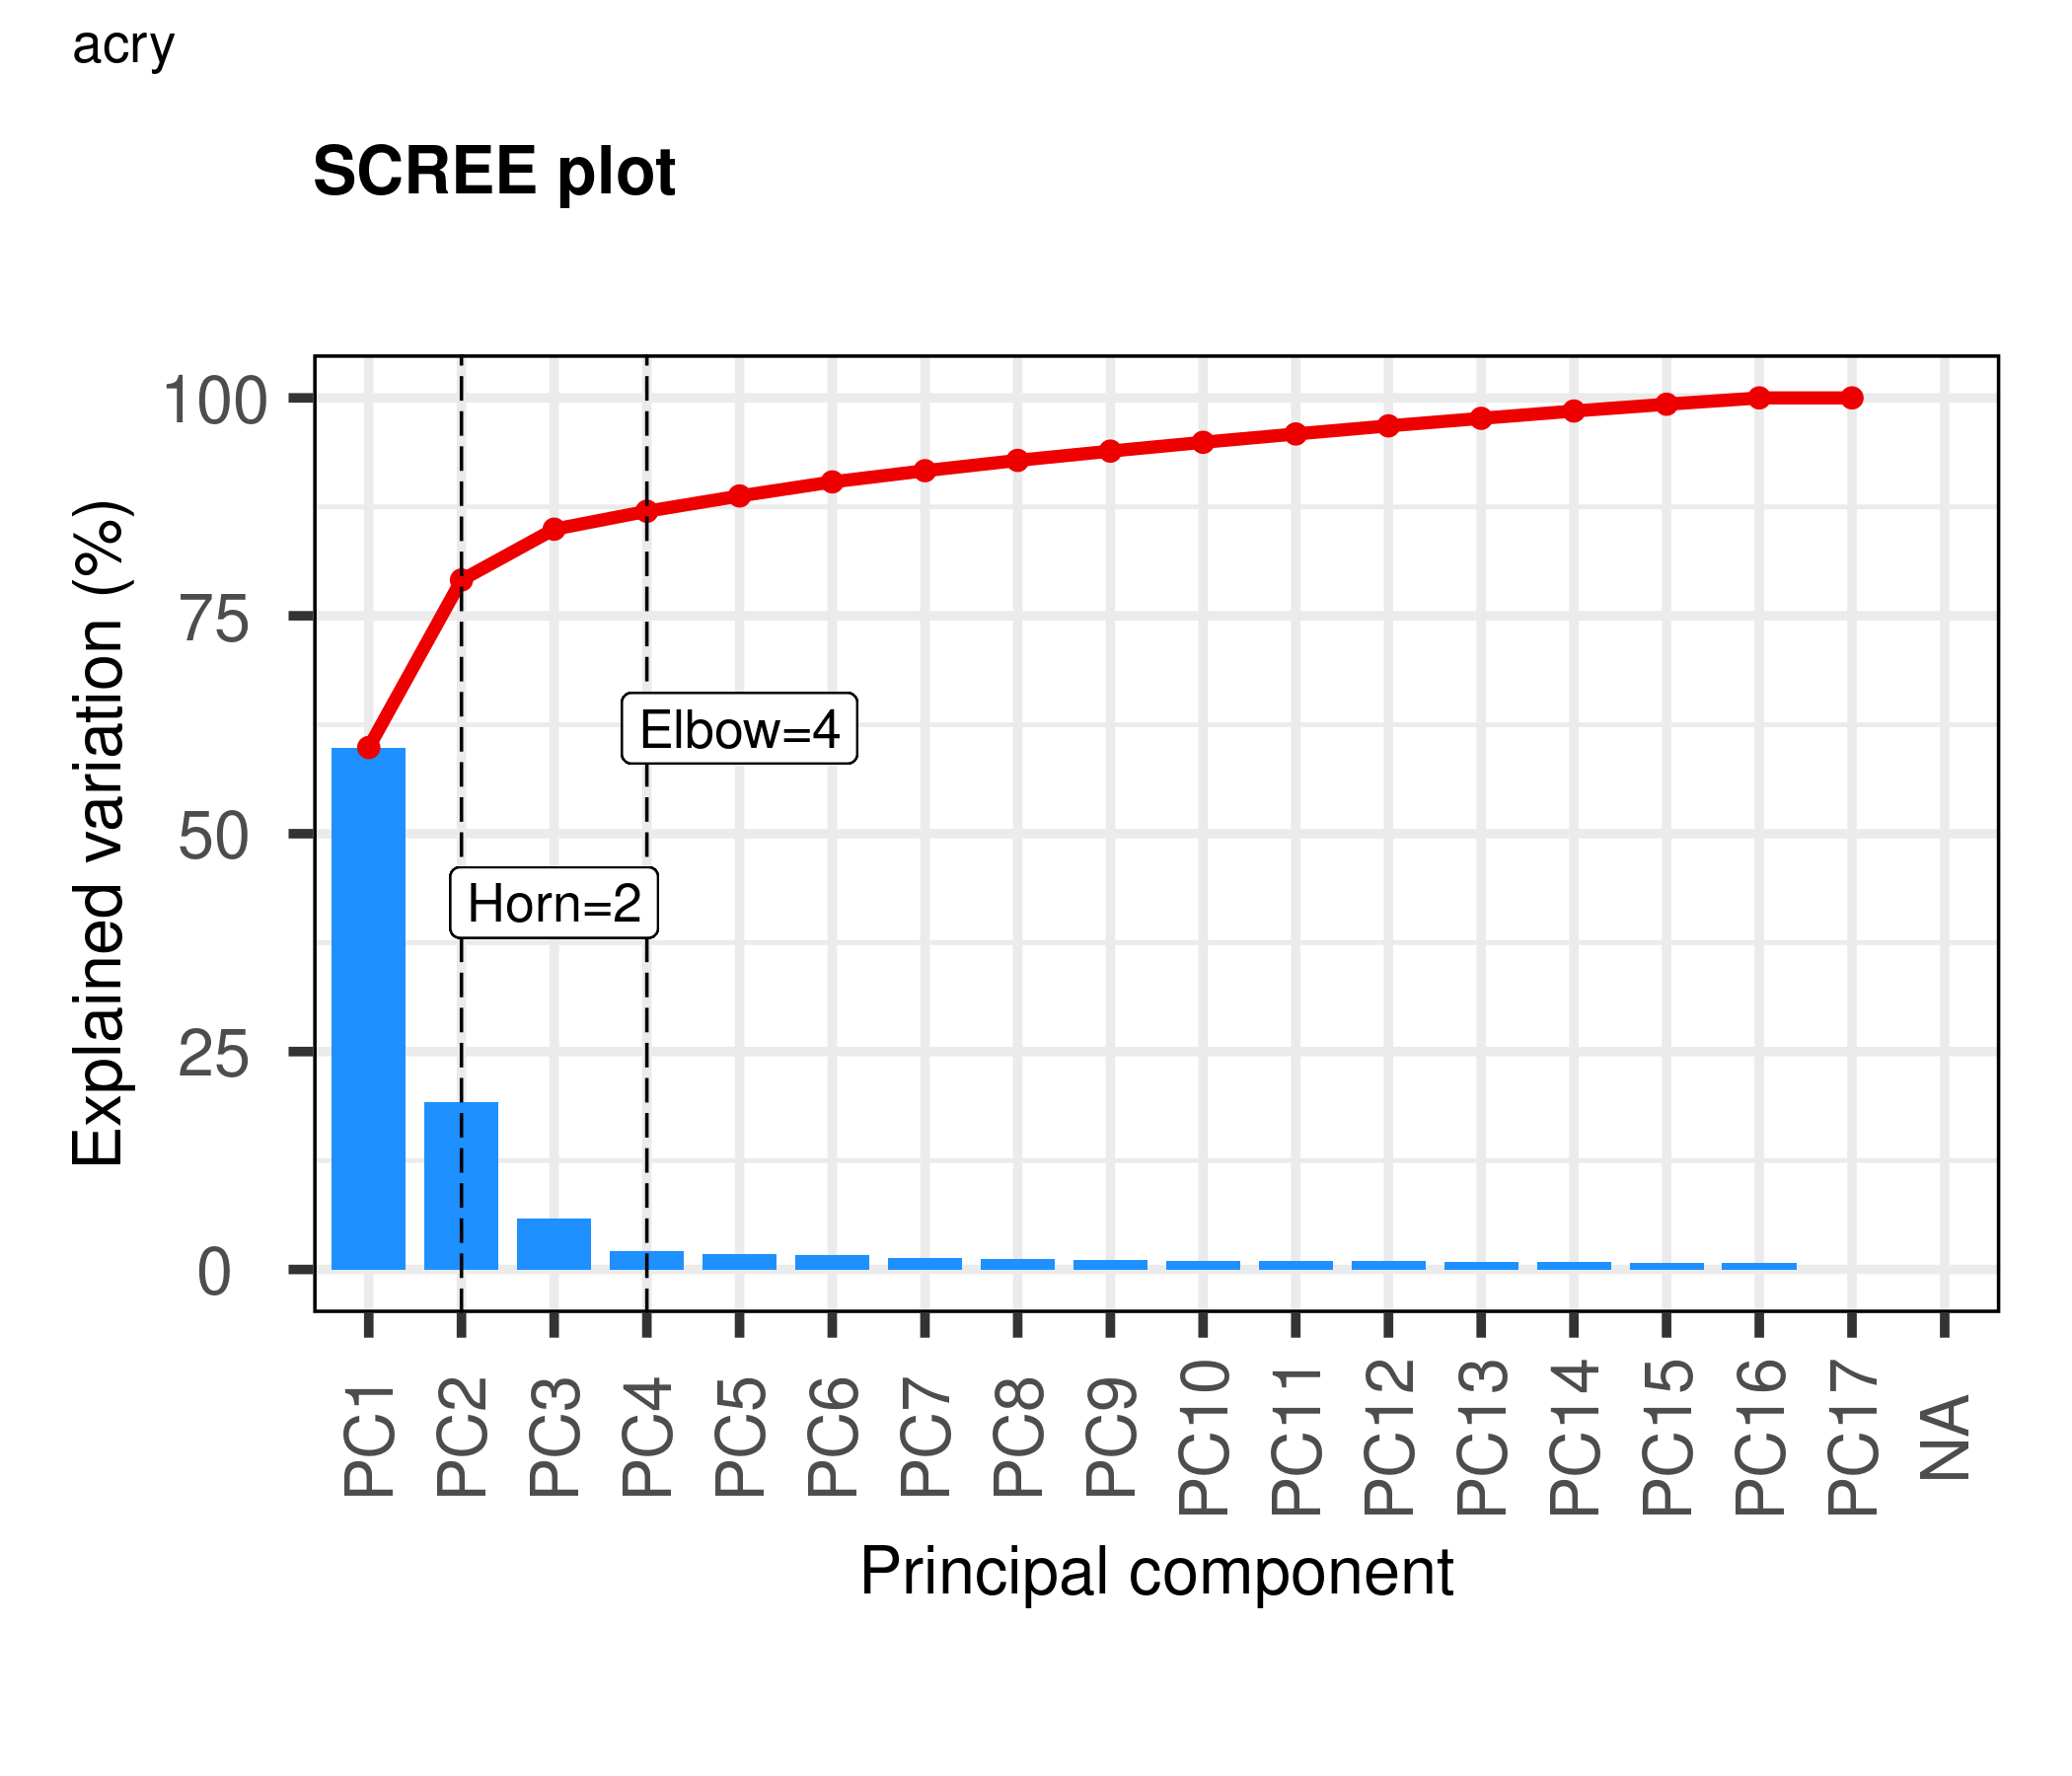 acry
SCREE plot
Explained variation (%)
100
75
50
25
0
Elbow=4
Horn=2
PC1
PC2
PC3
PC4
PC5
PC6
PC7
PC8
PC9
PC10
PC11
PC12
PC13
PC14
PC15
PC16
PC17
NA
Principal component